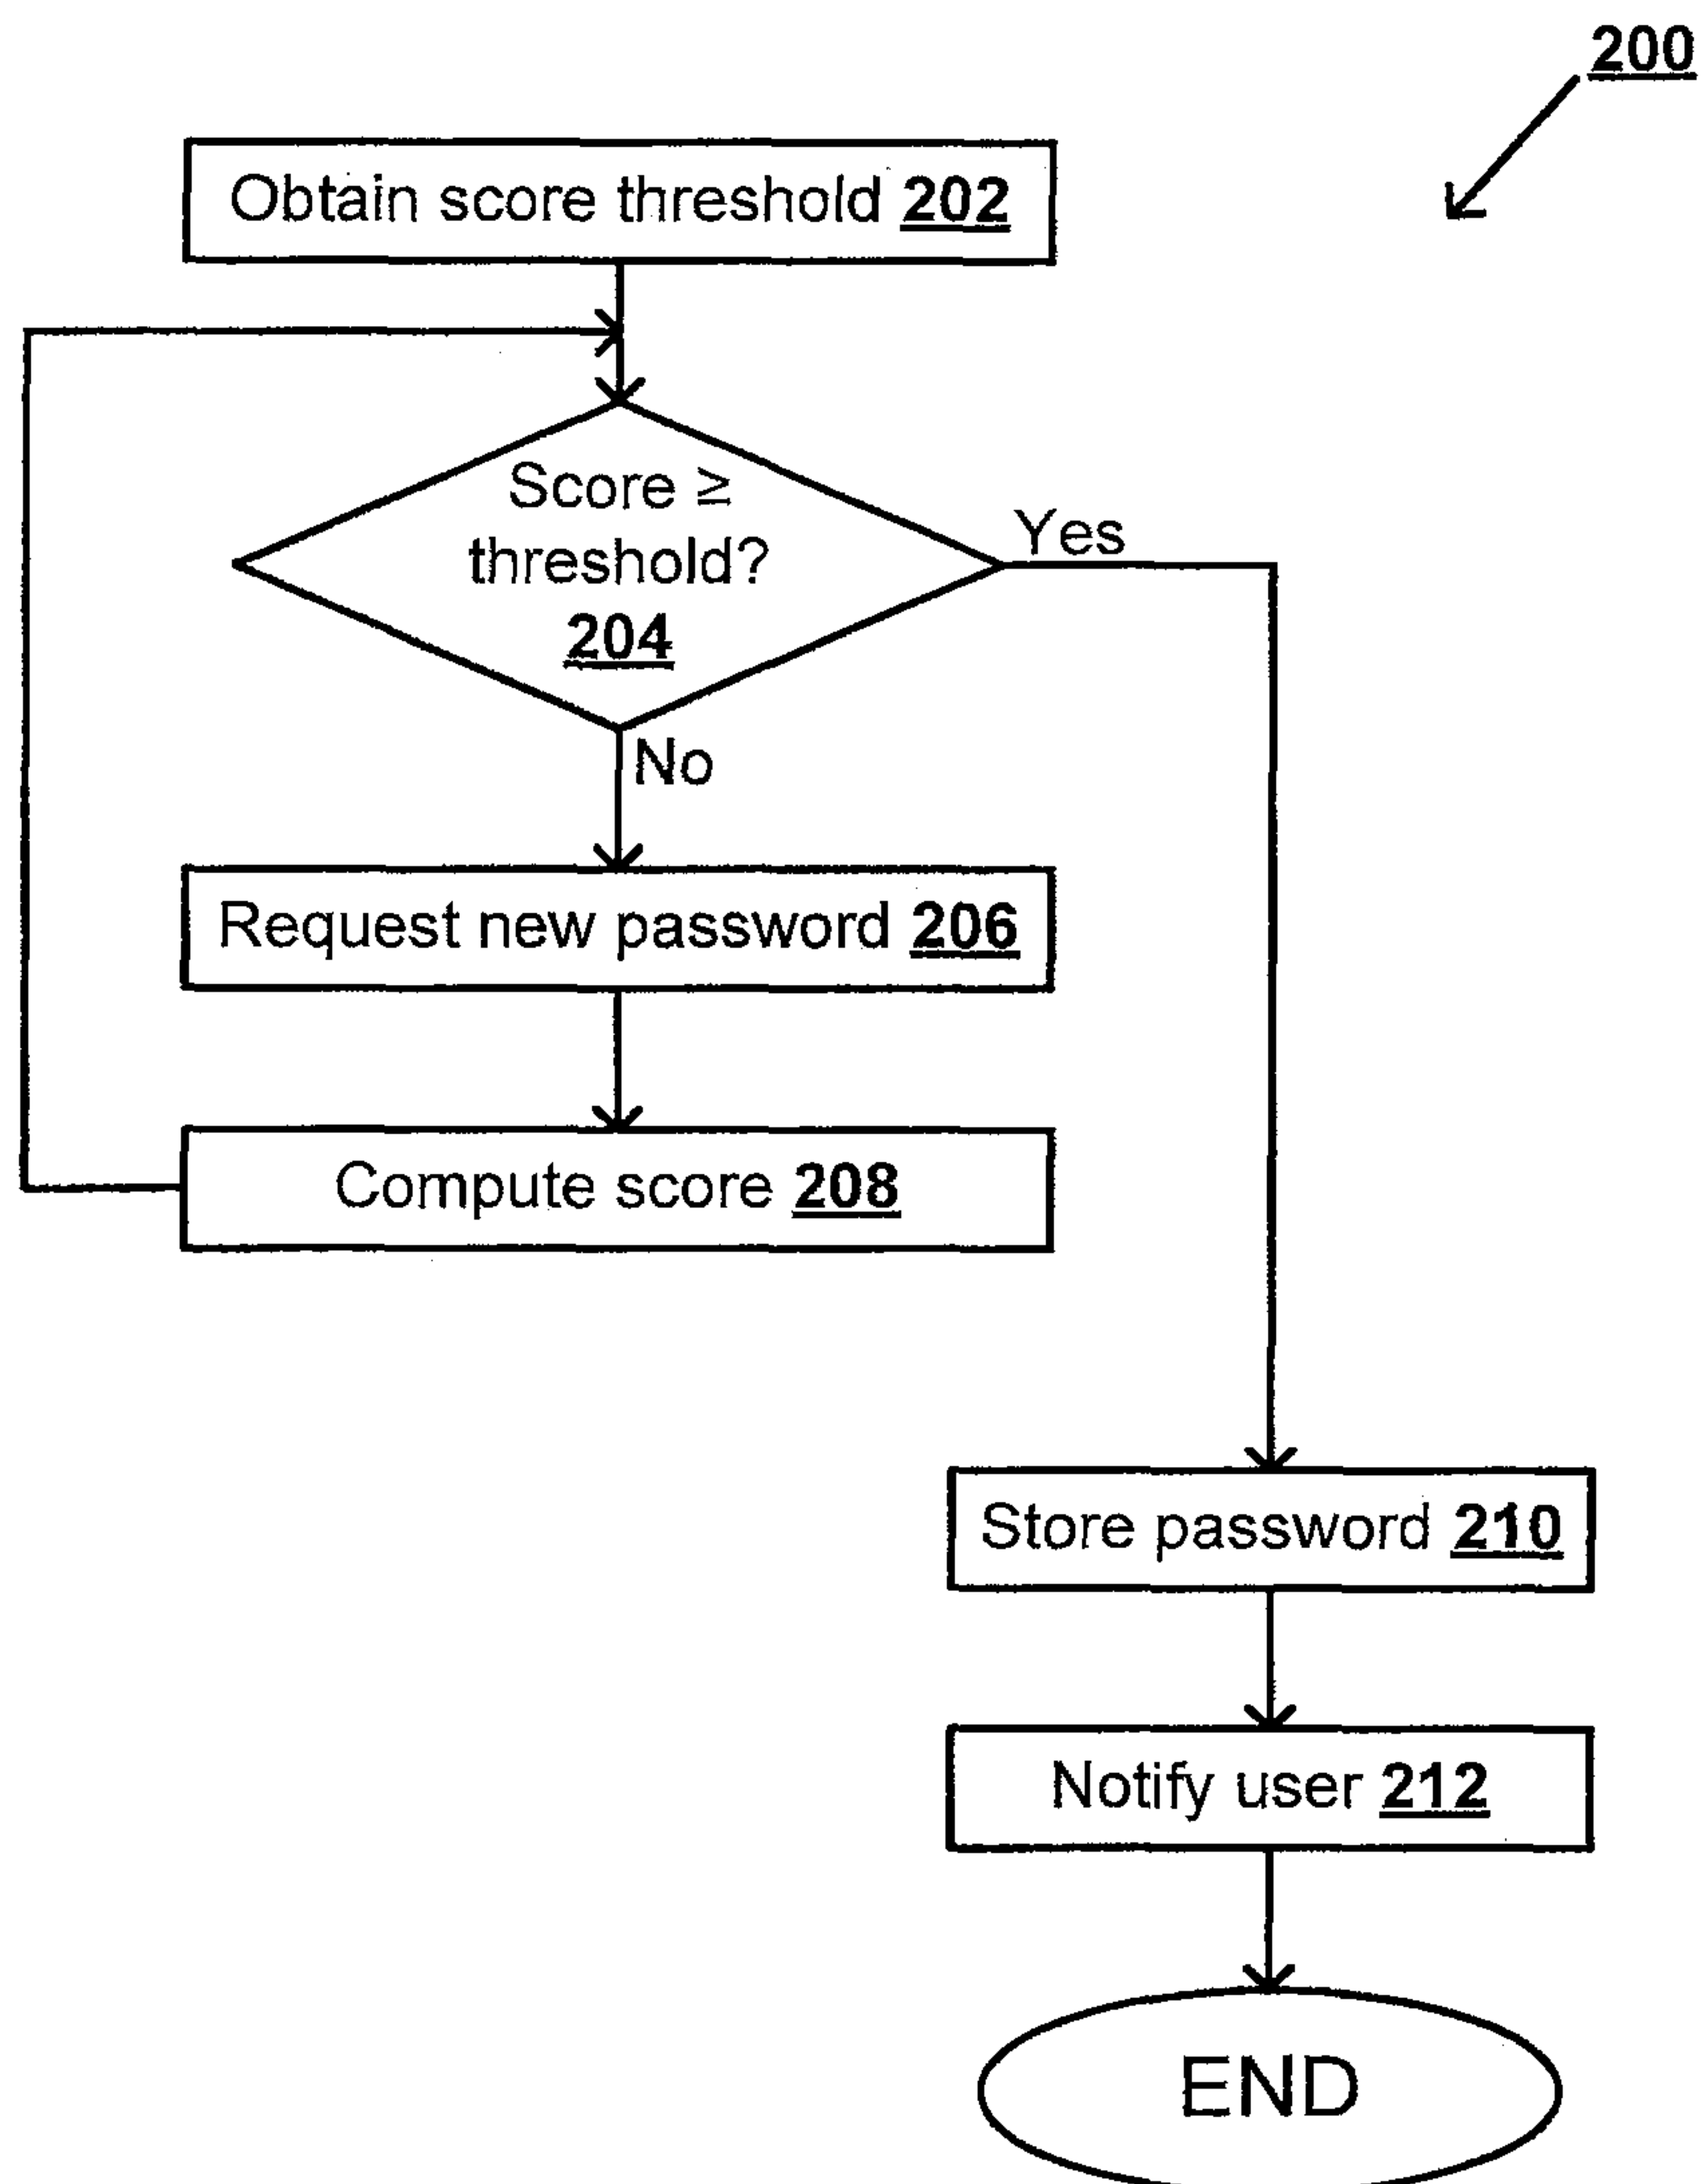 200
Obtain score threshold 202
Score ≥
threshold?
204
Yes
No
Request new password 206
Compute score 208
Store password 210
Notify user 212
END